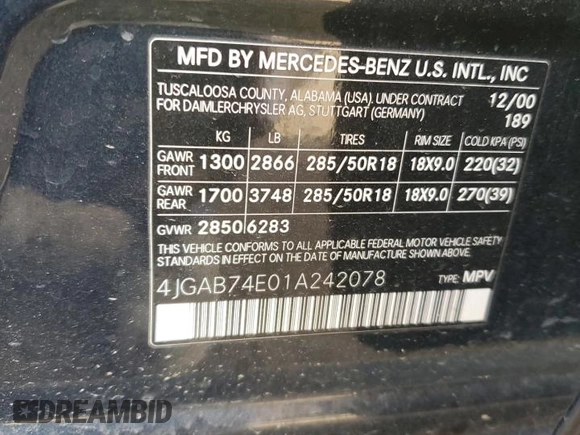 MFD BY MERCEDES-BENZ U.S. INTL., INC
TUSCALOOSA COUNTY, ALABAMA (USA). UNDER CONTRACT 12/00
FOR DAIMLERCHRYSLER AG, STUTTGART (GERMANY) 189
KG LB TIRES RIM SIZE COLD KPA (PSI)
GAWR FRONT 1300 2866 285/50R18 18X9.0 220(32)
GAWR REAR 1700 3748 285/50R18 18X9.0 270(39)
GVWR 2850 6283
THIS VEHICLE CONFORMS TO ALL APPLICABLE FEDERAL MOTOR VEHICLE SAFETY
STANDARDS IN EFFECT ON THE DATE OF MANUFACTURE SHOWN ABOVE.
4JGAB74E01A242078 TYPE: MPV
DREAMBID